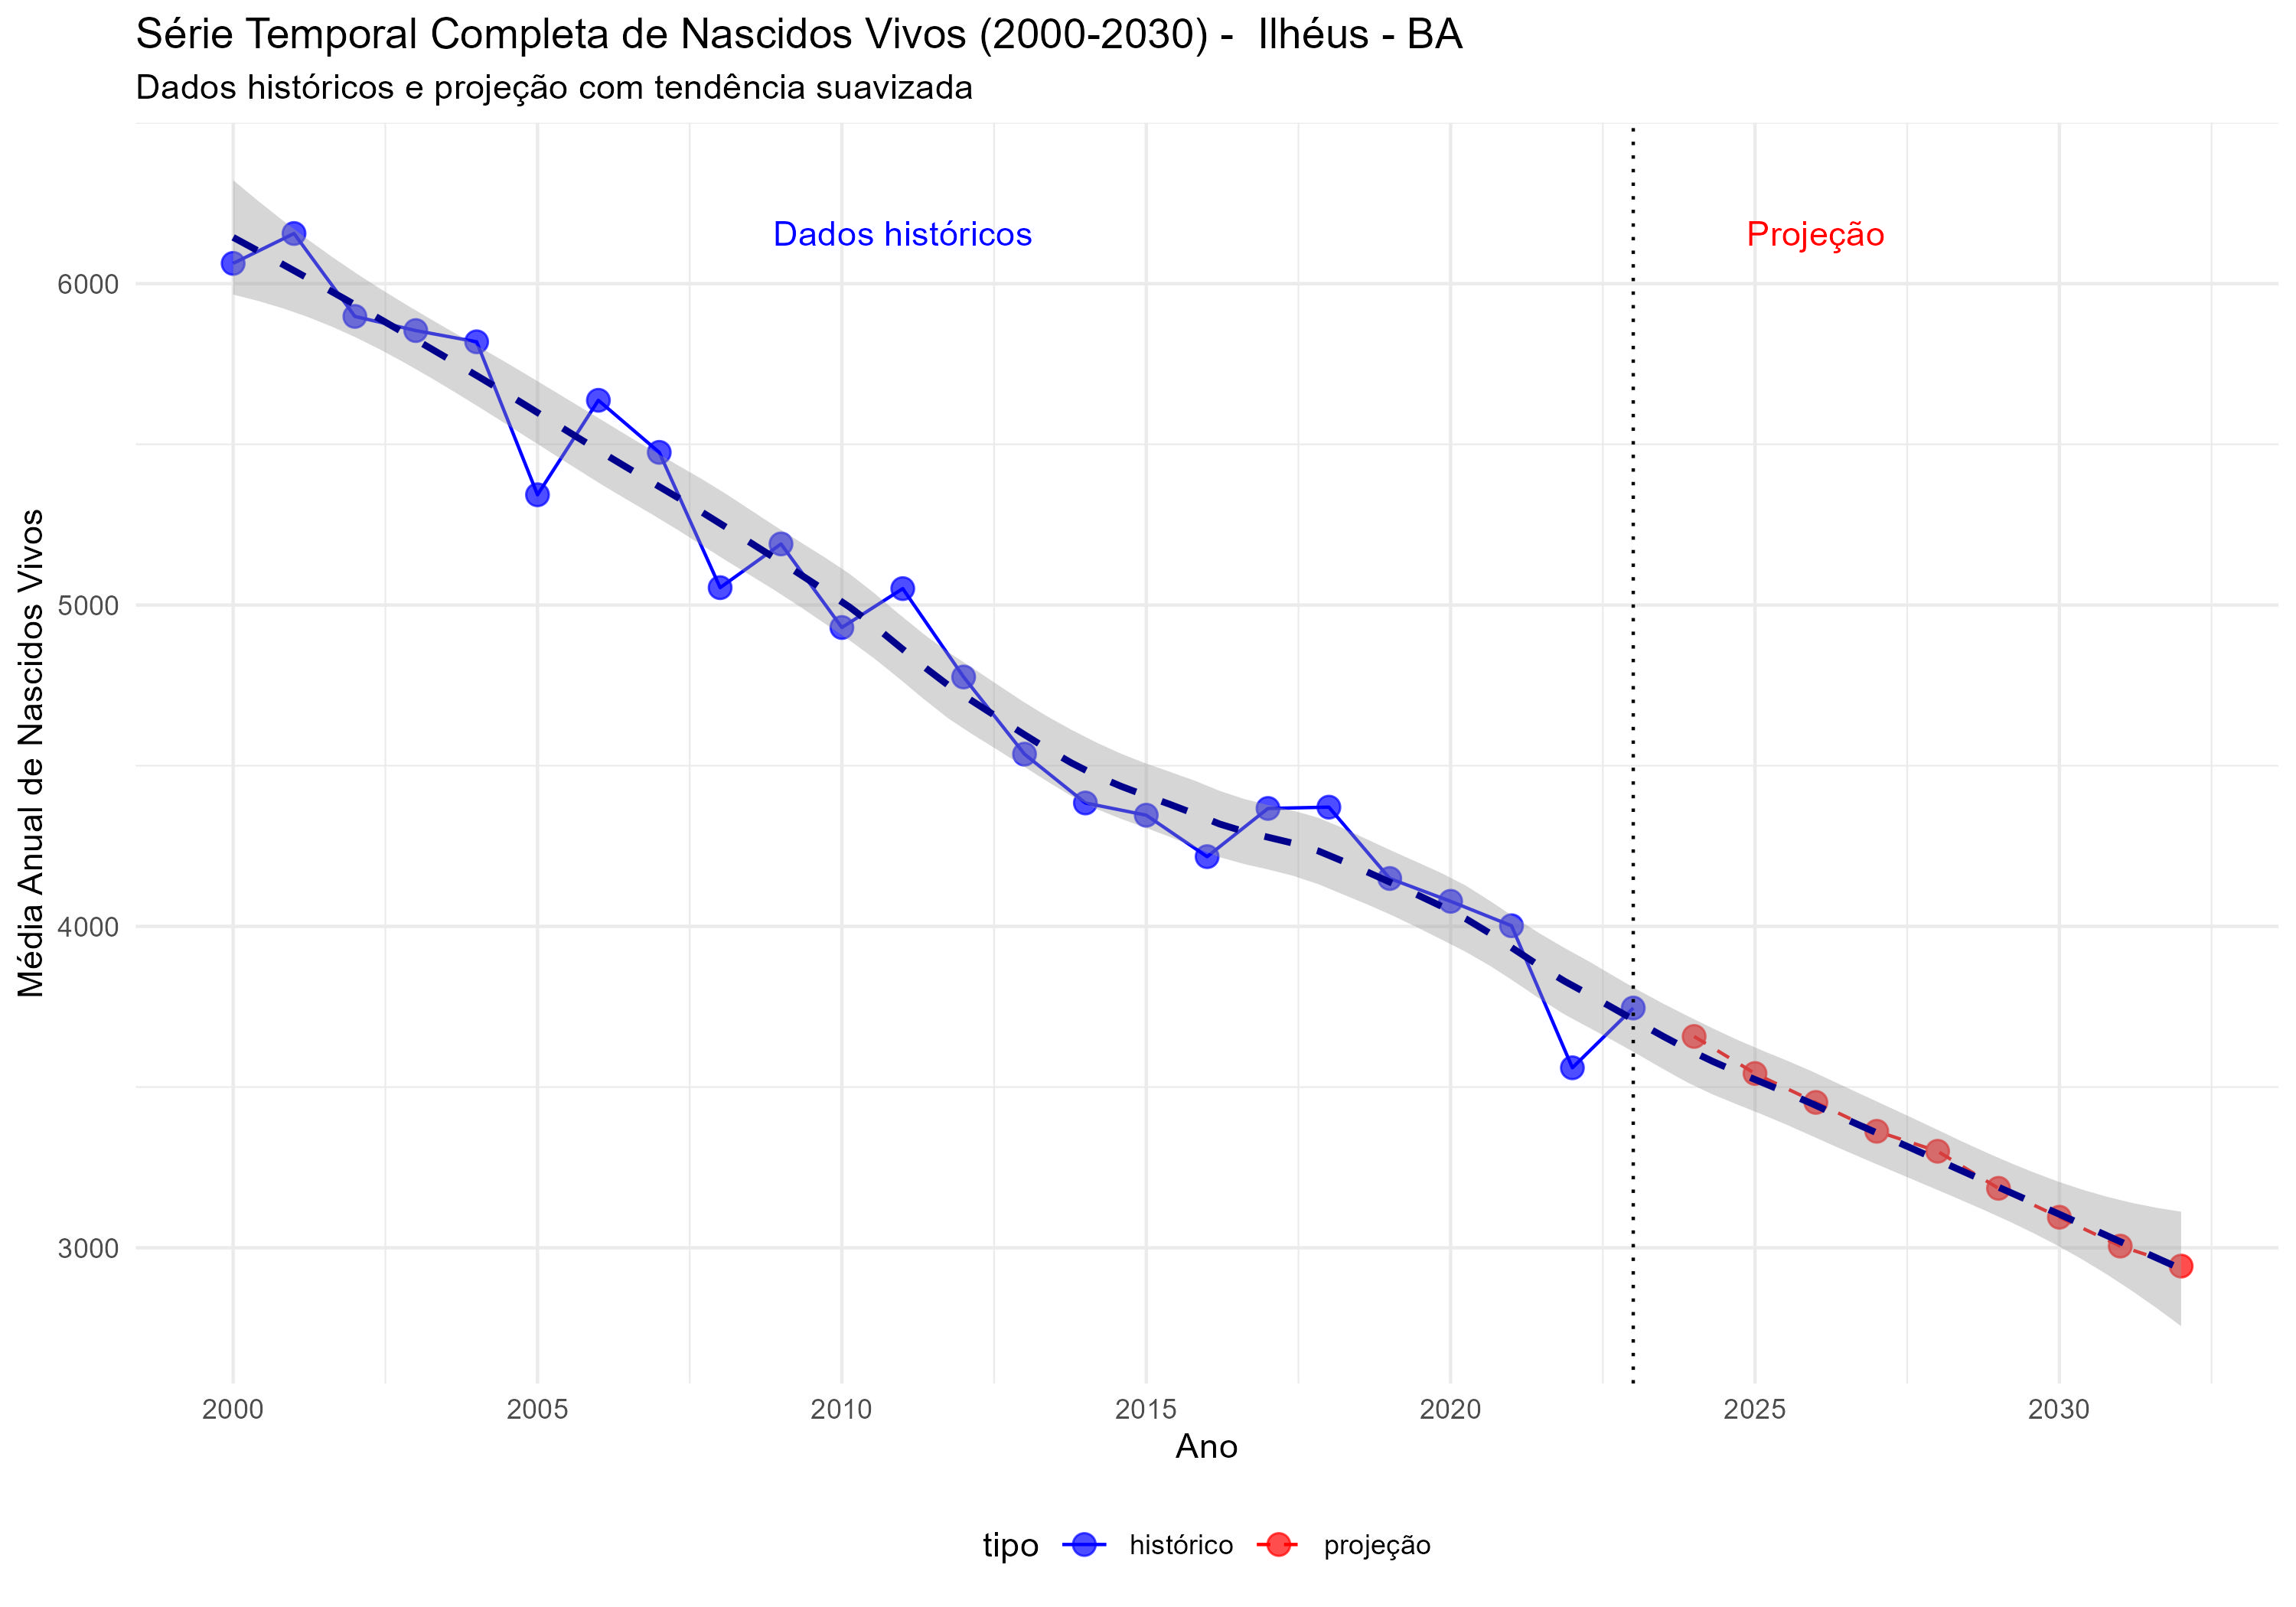 Série Temporal Completa de Nascidos Vivos (2000-2030) -  Ilhéus - BA
Dados históricos e projeção com tendência suavizada
Dados históricos
Projeção
Média Anual de Nascidos Vivos
6000
5000
4000
3000
2000
2005
2010
2015
2020
2025
2030
Ano
tipo
histórico
projeção